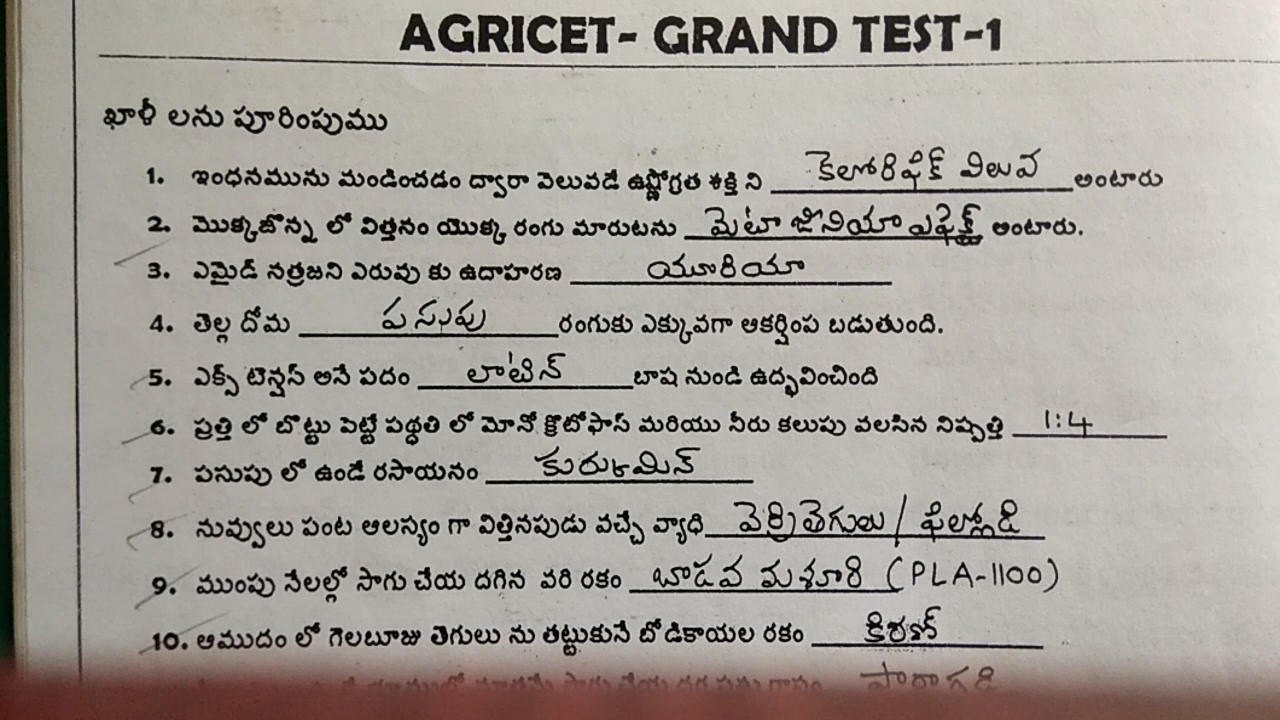 AGRICET- GRAND TEST-1
ఖాళీ లను పూరింపుము
1. ఇంధనమును మండించడం ద్వారా వెలువడే ఉష్ణోగ్రత శక్తి ని కెలోరిఫిక్ విలువ అంటారు
2. మొక్కజొన్న లో విత్తనం యొక్క రంగు మారుటను మెటా జీనియా ఎఫెక్ట్ అంటారు.
3. ఎమైడ్ నత్రజని ఎరువు కు ఉదాహరణ యూరియా
4. తెల్ల దోమ పసుపు రంగుకు ఎక్కువగా ఆకర్షింప బడుతుంది.
5. ఎక్స్ టెన్షస్ అనే పదం లాటిన్ బాష నుండి ఉద్భవించింది
6. ప్రత్తి లో బొట్టు పెట్టే పద్ధతి లో మోనో క్రొటోఫాస్ మరియు నీరు కలుపు వలసిన నిష్పత్తి 1:4
7. పసుపు లో ఉండే రసాయనం కురుకుమిన్
8. నువ్వులు పంట ఆలస్యం గా విత్తినపుడు వచ్చే వ్యాధి వెర్రితెగులు / ఫిల్లోడి
9. ముంపు నేలల్లో సాగు చేయ దగిన వరి రకం బాడవ మశూరి (PLA-1100)
10. ఆముదం లో గెలబూజు తెగులు ను తట్టుకునే బోడికాయల రకం కిరణ్